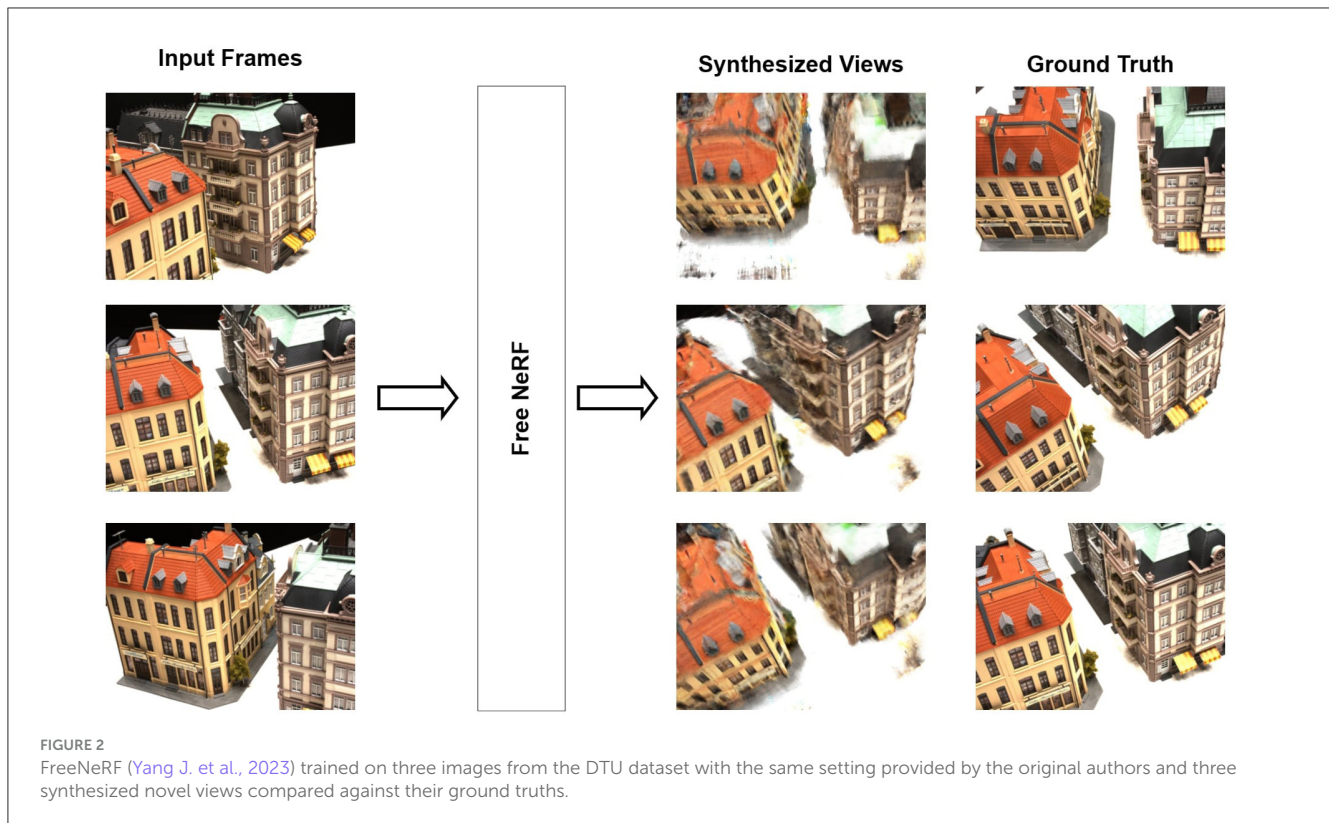 Input Frames
Synthesized Views
Ground Truth
Free NeRF
FIGURE 2
FreeNeRF (Yang J. et al., 2023) trained on three images from the DTU dataset with the same setting provided by the original authors and three
synthesized novel views compared against their ground truths.